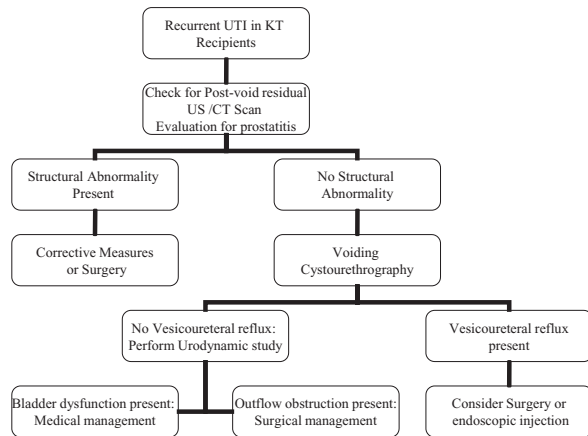 Recurrent UTI in KT
Recipients
Check for Post-void residual
US /CT Scan
Evaluation for prostatitis
Structural Abnormality
Present
No Structural
Abnormality
Corrective Measures
or Surgery
Voiding
Cystourethrography
No Vesicoureteral reflux:
Perform Urodynamic study
Vesicoureteral reflux
present
Bladder dysfunction present:
Medical management
Outflow obstruction present:
Surgical management
Consider Surgery or
endoscopic injection